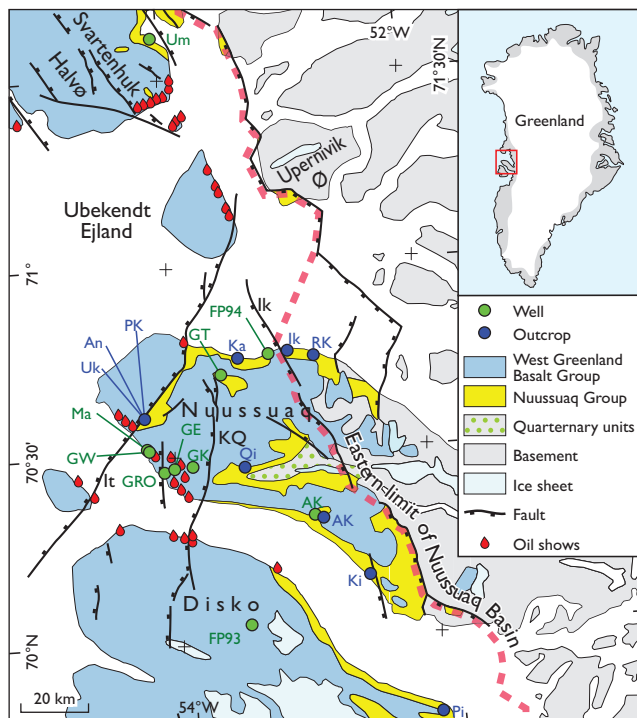 Svartenhuk
Halvø
Um
52°W
71°30'N
Upernivik
Ø
Ubekendt
Ejland
71°
FP94
Ik
PK
An
Uk
GT
Ka
Ik
RK
Ma
Nuussuaq
GE
KQ
GW
GK
Qi
GRO
It
70°30'
AK
AK
Eastern-limit of Nuussuaq Basin
Ki
Disko
FP93
70°N
20 km
54°W
Pi
Greenland
Well
Outcrop
West Greenland
Basalt Group
Nuussuaq Group
Quarternary units
Basement
Ice sheet
Fault
Oil shows